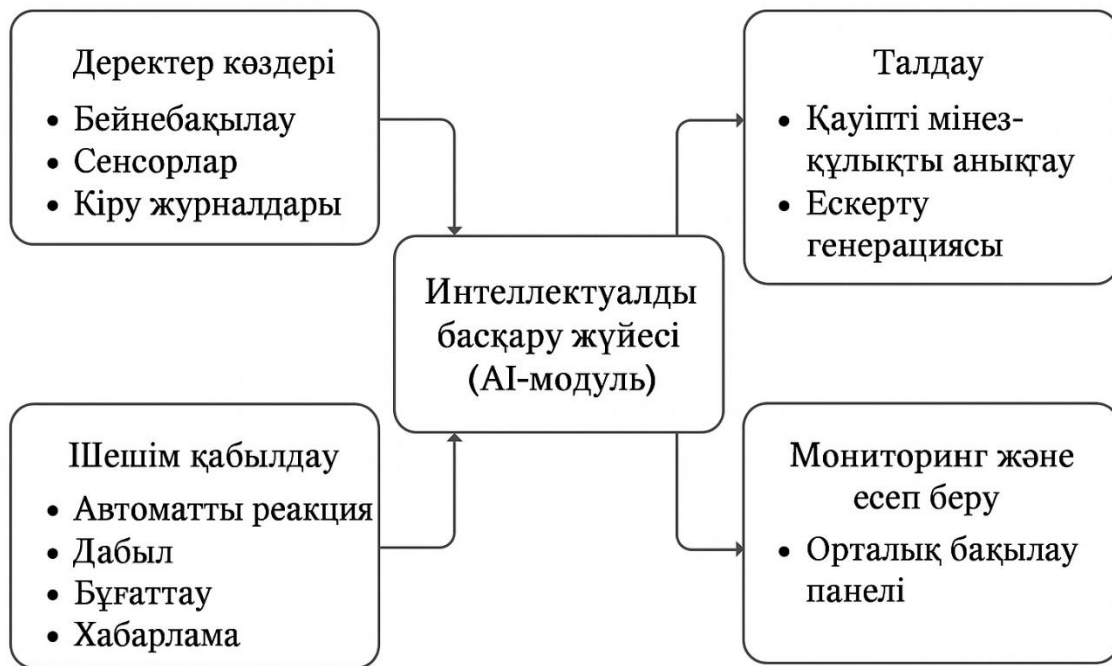 Деректер көздері
• Бейнебақылау
• Сенсорлар
• Кіру журналдары
Талдау
• Қауіпті мінез-
құлықты анықтау
• Ескерту
генерациясы
Интеллектуалды
басқару жүйесі
(AI-модуль)
ІШешім қабылдау
• Автоматты реакция
• Дабыл
• Бұғаттау
• Хабарлама
Мониторинг және
есеп беру
• Орталық бақылау
панелі